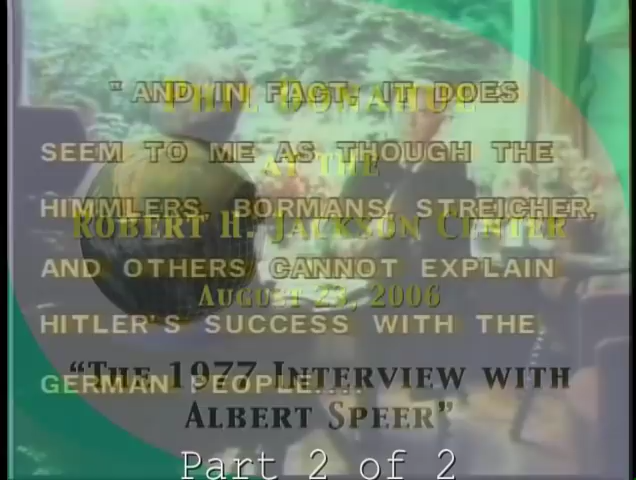 "AND IN FACT, IT DOES
PHIL DONAHUE
SEEM TO ME AS THOUGH THE
AT THE
HIMMLERS, BORMANS, STREICHER,
ROBERT H. JACKSON CENTER
AND OTHERS CANNOT EXPLAIN
AUGUST 23, 2006
HITLER'S SUCCESS WITH THE
"THE 1977 INTERVIEW WITH
GERMAN PEOPLE....
ALBERT SPEER"
Part 2 of 2